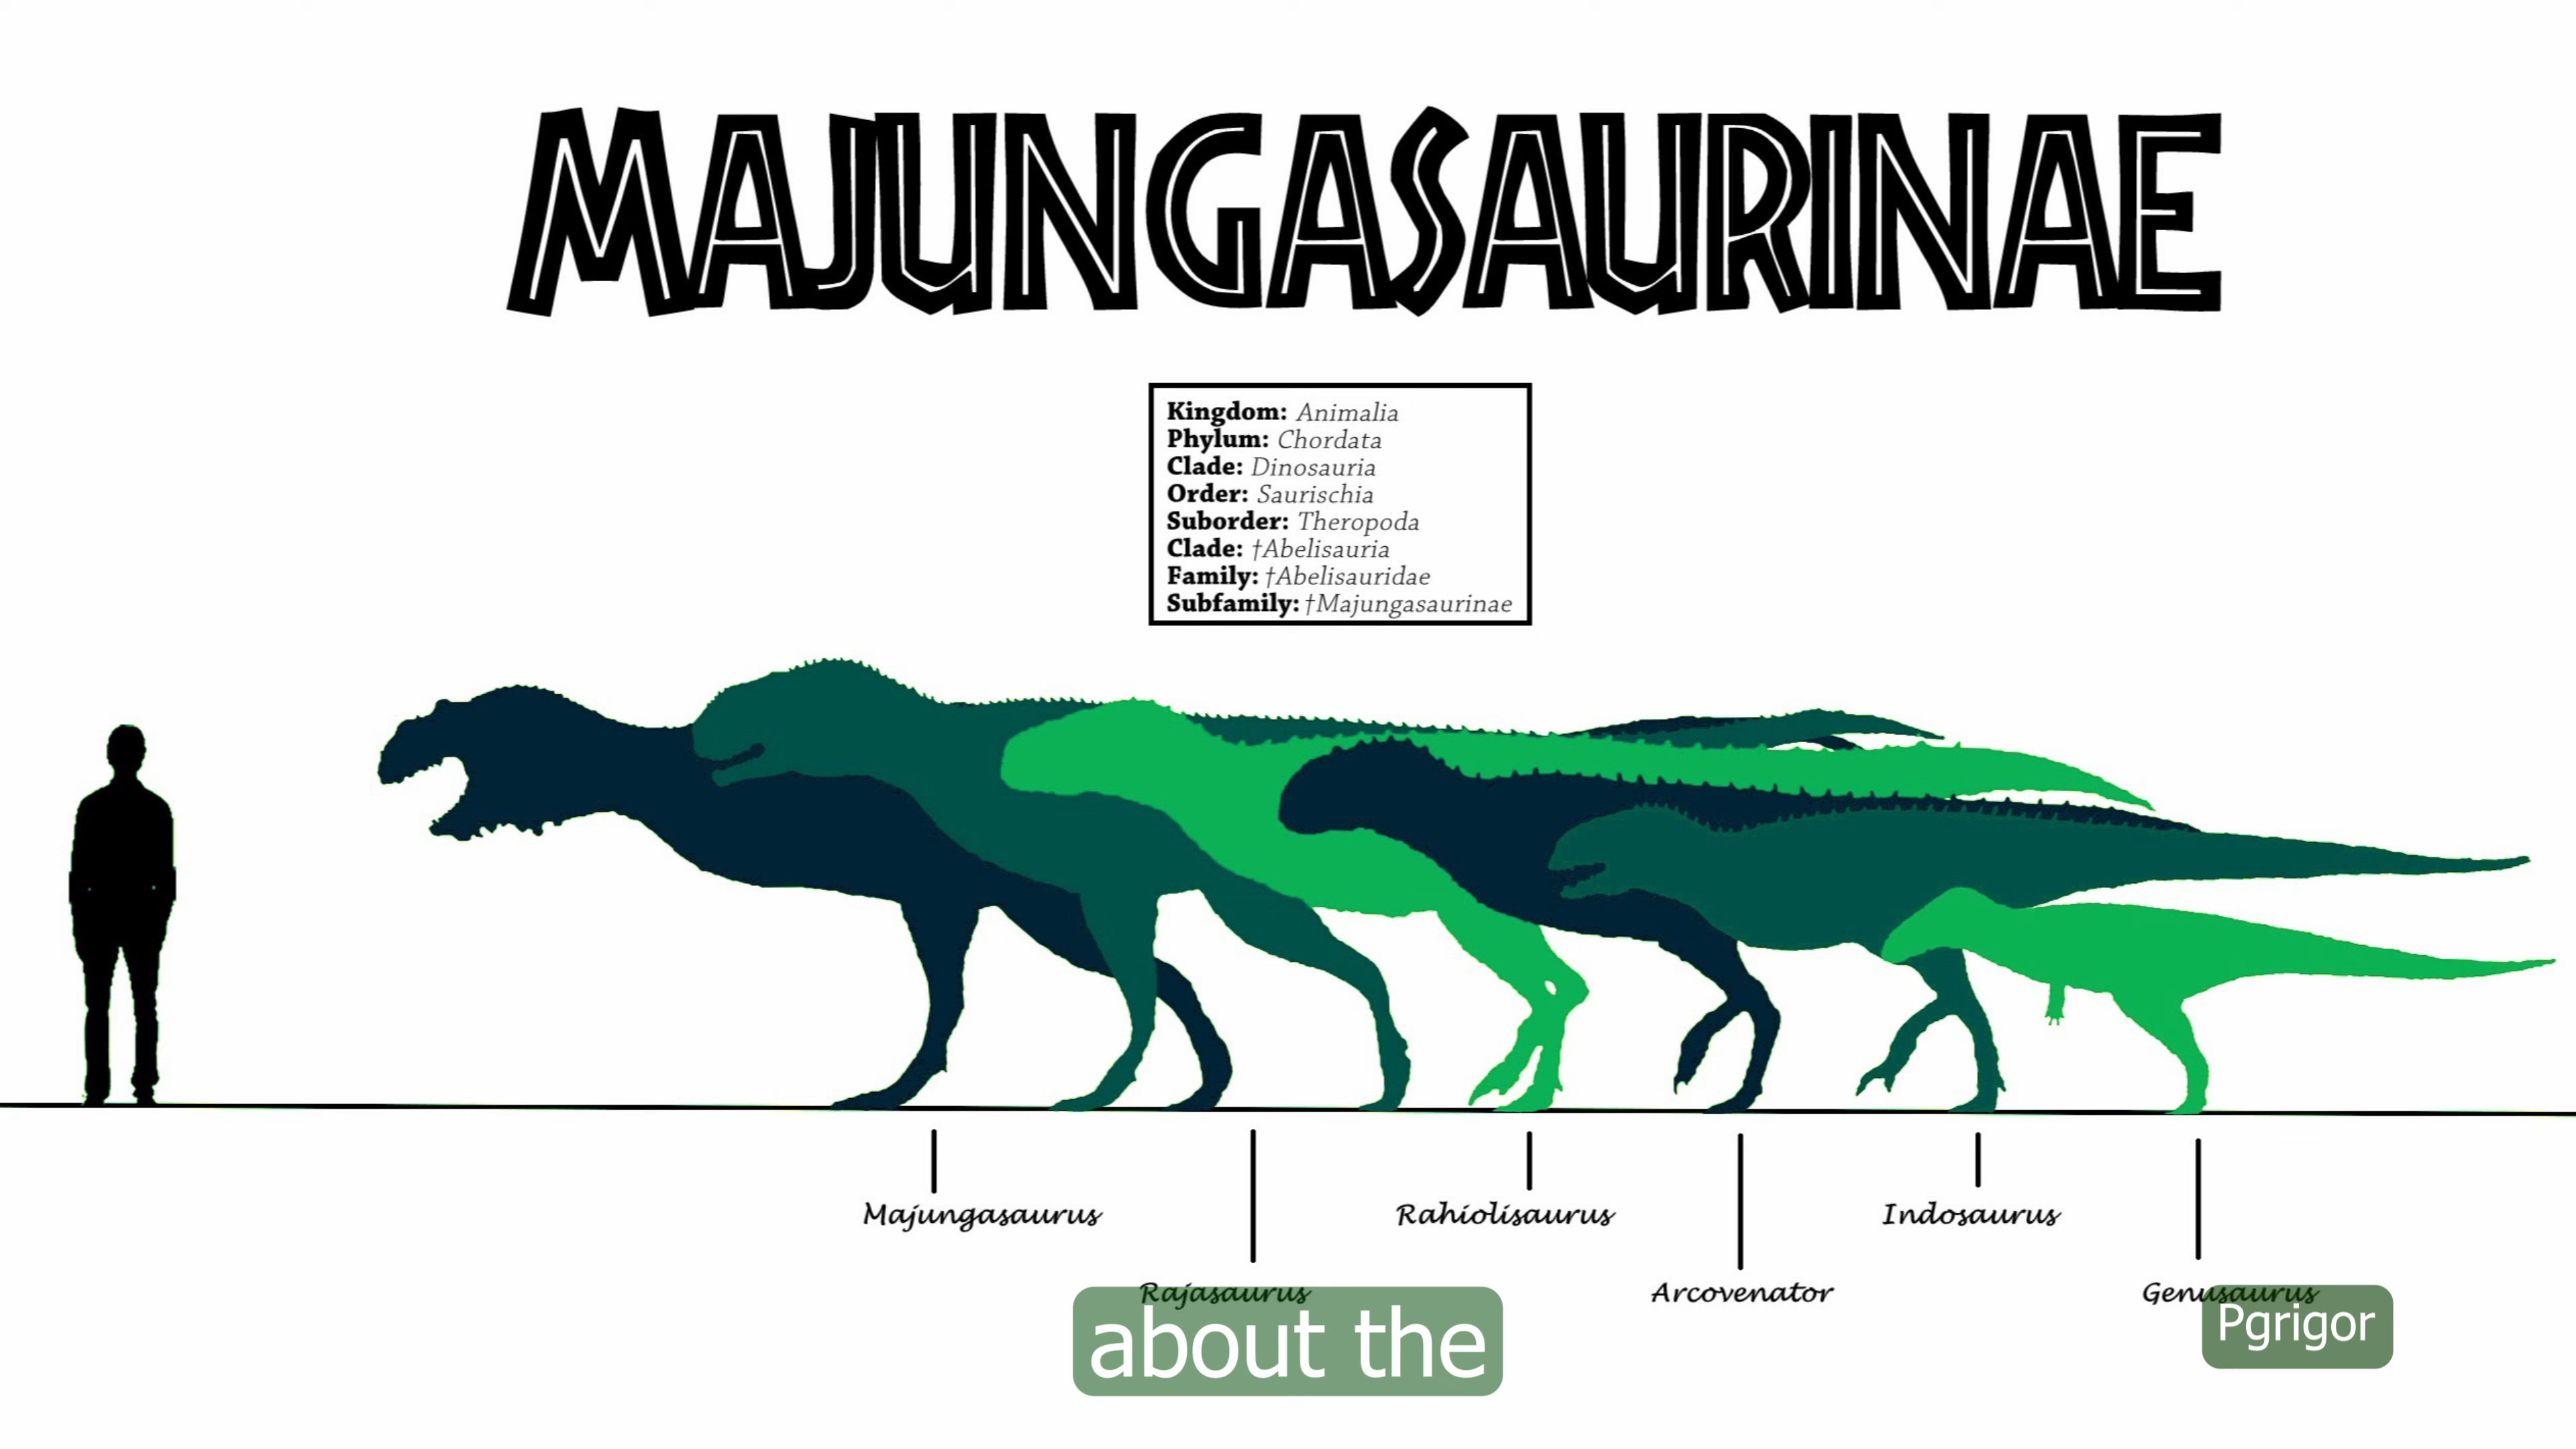 MAJUNGASAURINAE
Kingdom: Animalia
Phylum: Chordata
Clade: Dinosauria
Order: Saurischia
Suborder: Theropoda
Clade: †Abelisauria
Family: †Abelisauridae
Subfamily: †Majungasaurinae
Majungasaurus
Rahiolisaurus
Indosaurus
Rajasaurus
Arcovenator
Genusaurus
about the
Pgrigor